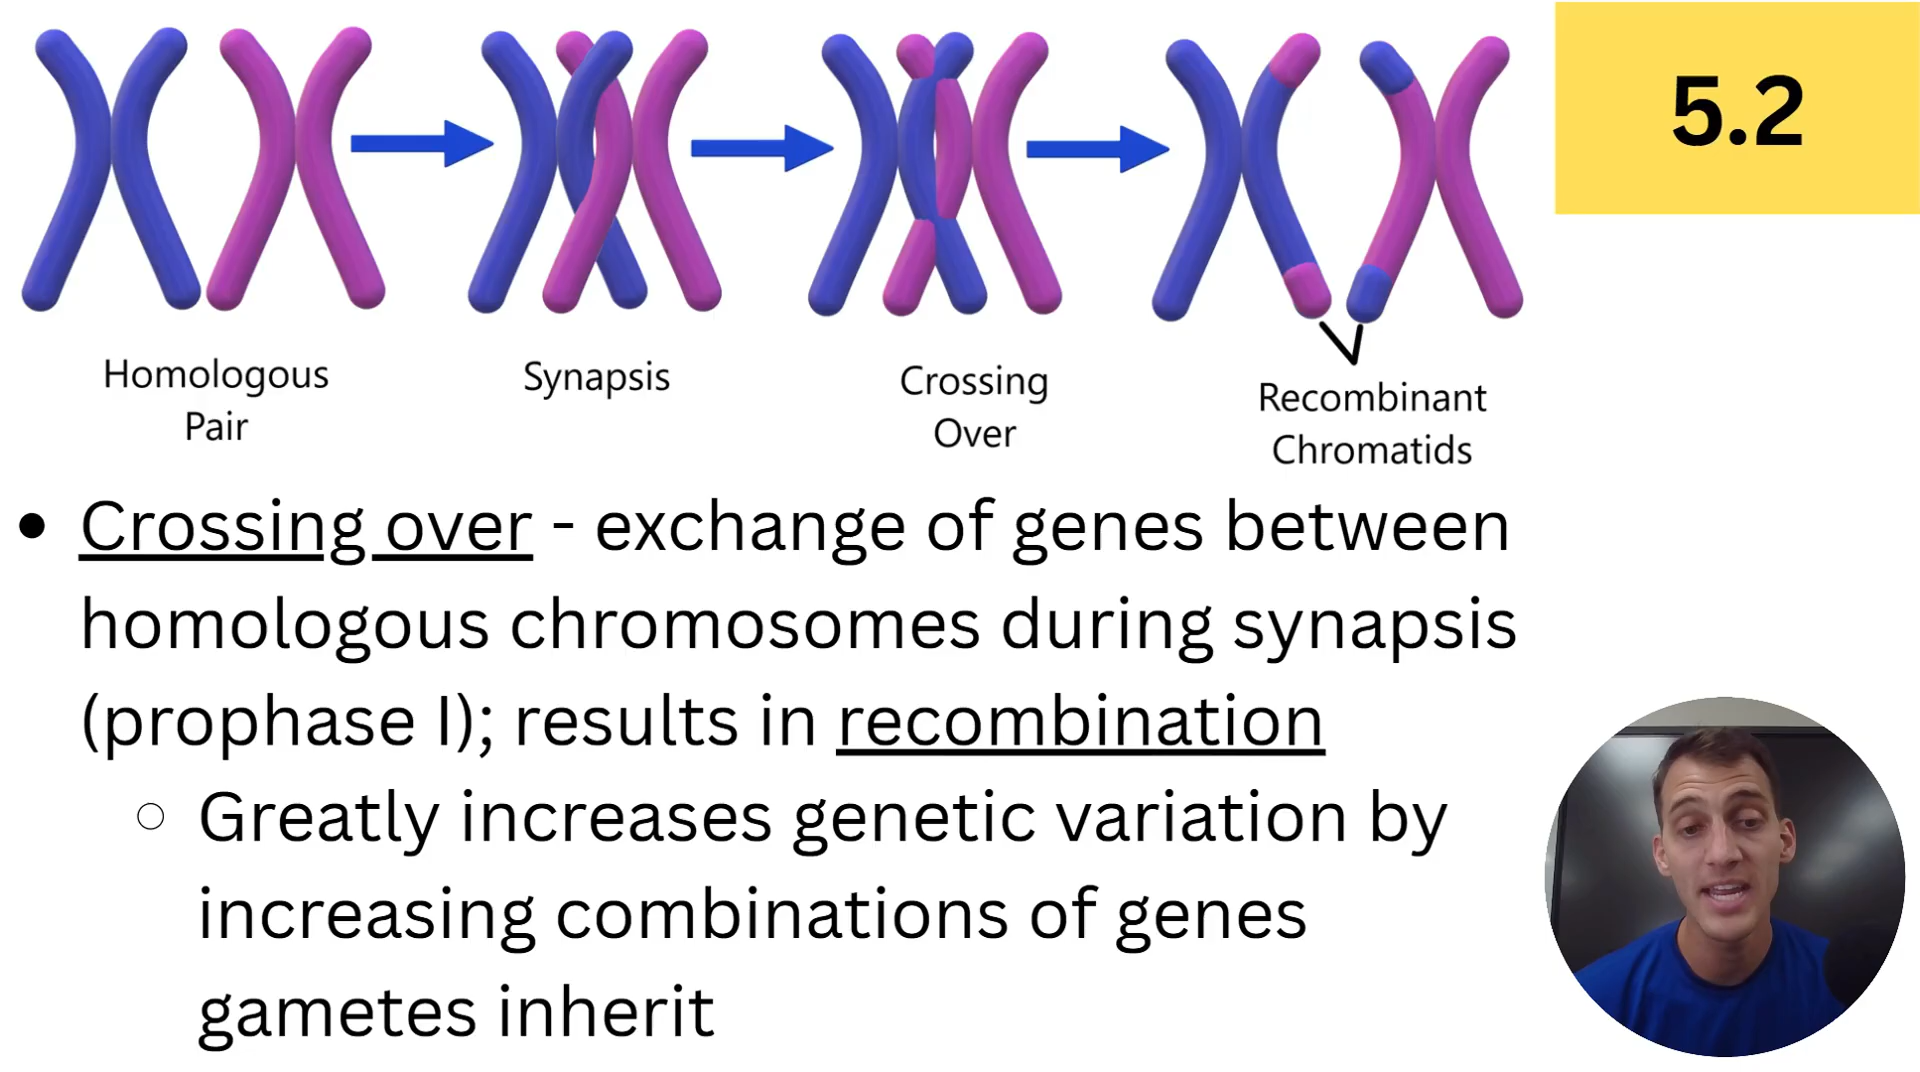 5.2
Homologous
Pair
Synapsis
Crossing
Over
Recombinant
Chromatids
• Crossing over - exchange of genes between
homologous chromosomes during synapsis
(prophase I); results in recombination
○ Greatly increases genetic variation by
increasing combinations of genes
gametes inherit